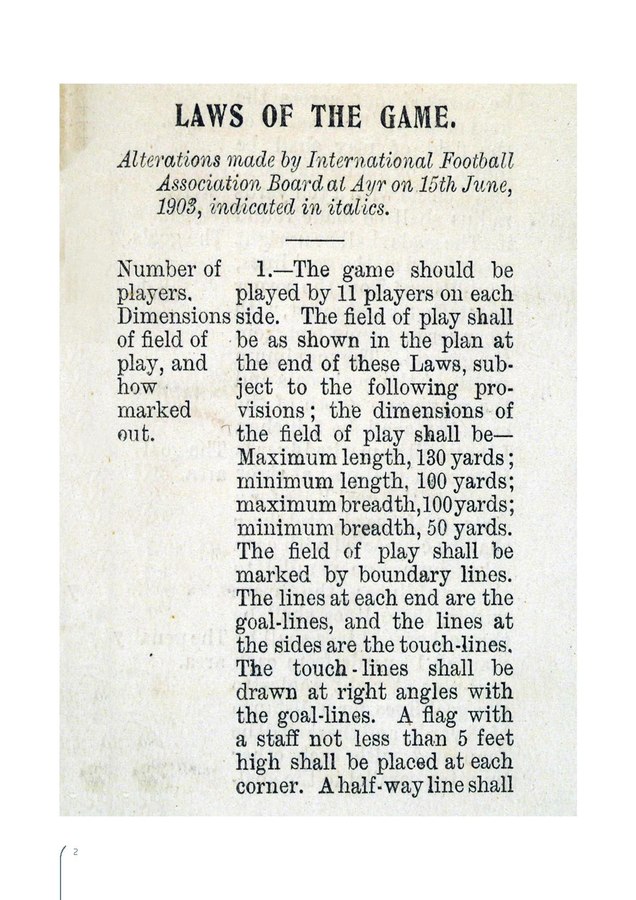 LAWS OF THE GAME.
Alterations made by International Football
Association Board at Ayr on 15th June,
1903, indicated in italics.
Number of
players.
Dimensions
of field of
play, and
how
marked
out.
1.—The game should be
played by 11 players on each
side. The field of play shall
be as shown in the plan at
the end of these Laws, sub-
ject to the following pro-
visions; the dimensions of
the field of play shall be—
Maximum length, 130 yards;
minimum length, 100 yards;
maximum breadth, 100 yards;
minimum breadth, 50 yards.
The field of play shall be
marked by boundary lines.
The lines at each end are the
goal-lines, and the lines at
the sides are the touch-lines.
The touch-lines shall be
drawn at right angles with
the goal-lines. A flag with
a staff not less than 5 feet
high shall be placed at each
corner. A half-way line shall
2